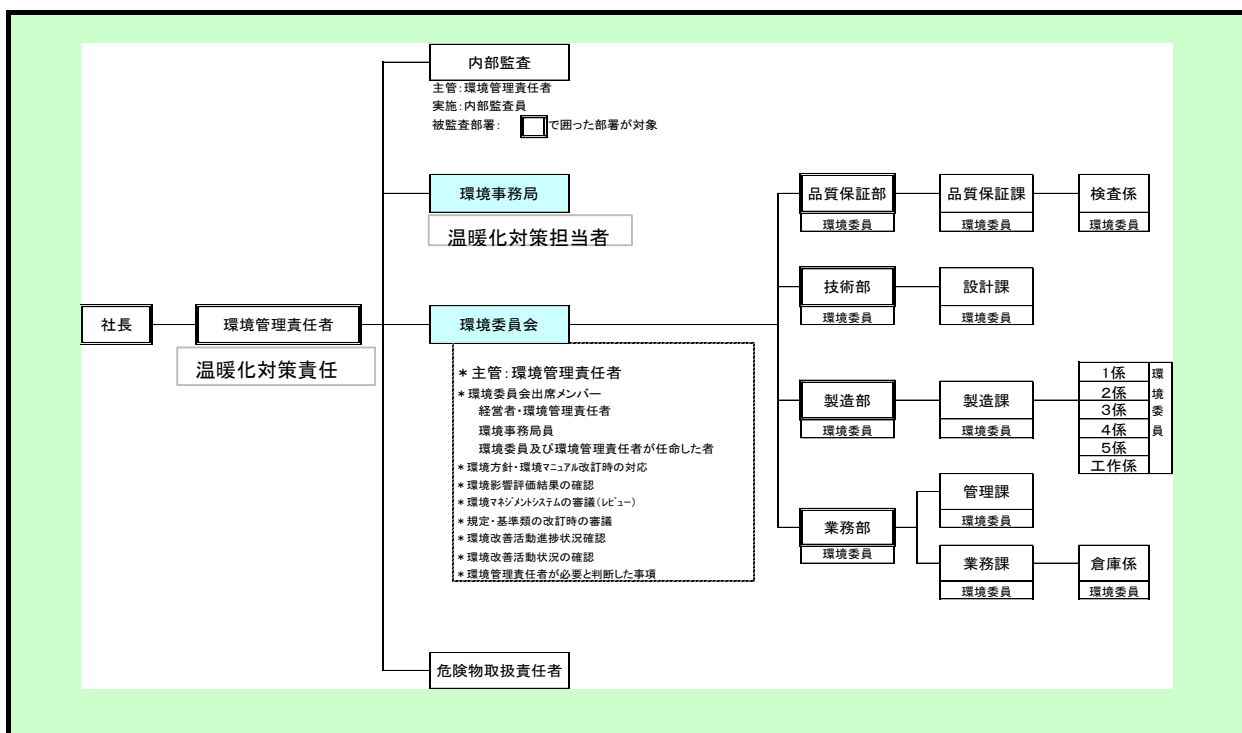 内部監査
主管：環境管理責任者
実施：内部監査員
被監査部署：　で囲った部署が対象
環境事務局
温暖化対策担当者
社長
環境管理責任者
温暖化対策責任
環境委員会
＊主管：環境管理責任者
＊環境委員会出席メンバー
経営者・環境管理責任者
環境事務局員
環境委員及び環境管理責任者が任命した者
＊環境方針・環境マニュアル改訂時の対応
＊環境影響評価結果の確認
＊環境マネジメントシステムの審議（レビュー）
＊規定・基準類の改訂時の審議
＊環境改善活動進捗状況確認
＊環境改善活動状況の確認
＊環境管理責任者が必要と判断した事項
危険物取扱責任者
品質保証部
環境委員
品質保証課
環境委員
検査係
環境委員
技術部
環境委員
設計課
環境委員
製造部
環境委員
製造課
環境委員
1係
2係
3係
4係
5係
工作係
環境委員
業務部
環境委員
管理課
環境委員
業務課
環境委員
倉庫係
環境委員